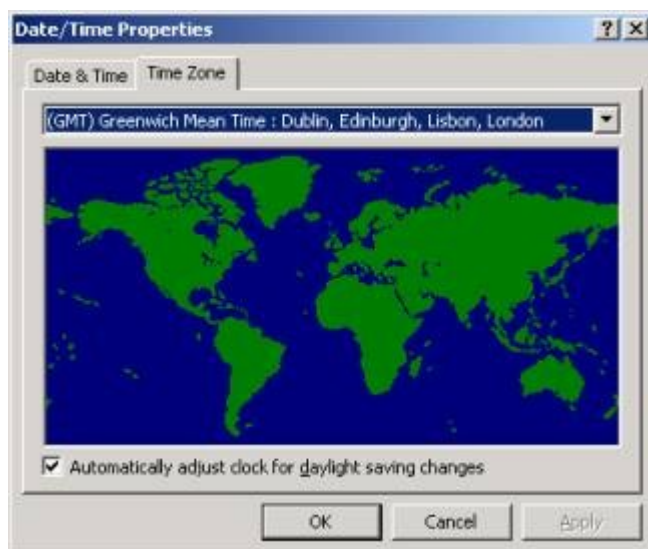 Date/Time Properties
Date & Time
Time Zone
(GMT) Greenwich Mean Time : Dublin, Edinburgh, Lisbon, London
Automatically adjust clock for daylight saving changes
OK
Cancel
Apply